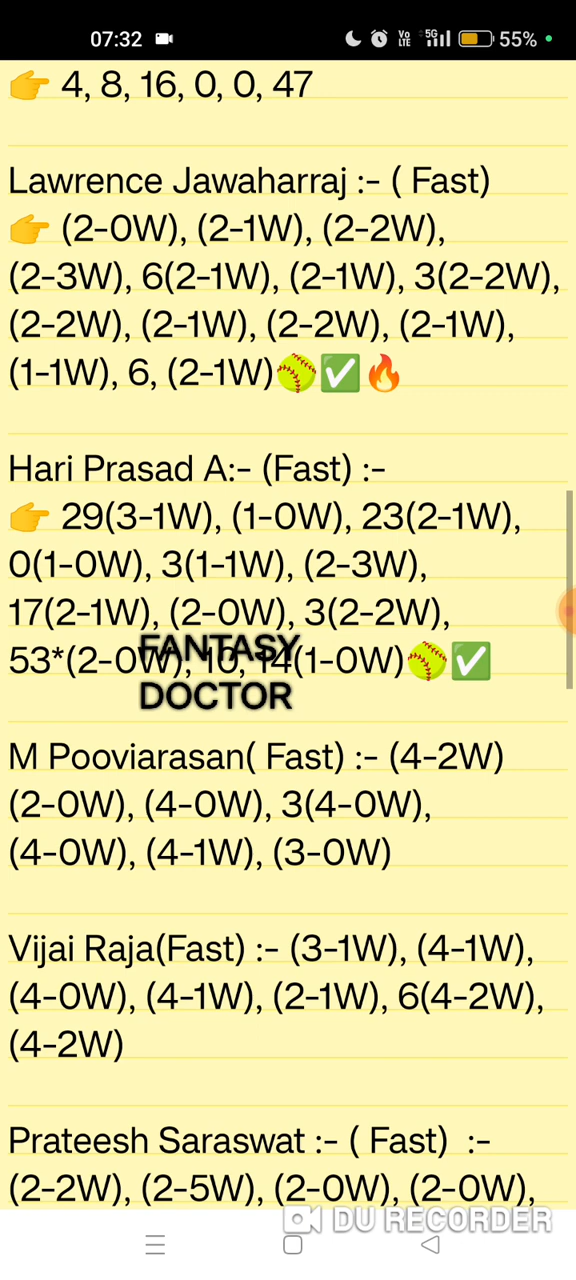 07:32 Vo LTE 5G 55%
👉 4, 8, 16, 0, 0, 47
Lawrence Jawaharraj :- ( Fast)
👉 (2-0W), (2-1W), (2-2W),
(2-3W), 6(2-1W), (2-1W), 3(2-2W),
(2-2W), (2-1W), (2-2W), (2-1W),
(1-1W), 6, (2-1W)🥎✅🔥
Hari Prasad A:- (Fast) :-
👉 29(3-1W), (1-0W), 23(2-1W),
0(1-0W), 3(1-1W), (2-3W),
17(2-1W), (2-0W), 3(2-2W),
53*(2-0W), 10, 14(1-0W)🥎✅
FANTASY
DOCTOR
M Pooviarasan( Fast) :- (4-2W)
(2-0W), (4-0W), 3(4-0W),
(4-0W), (4-1W), (3-0W)
Vijai Raja(Fast) :- (3-1W), (4-1W),
(4-0W), (4-1W), (2-1W), 6(4-2W),
(4-2W)
Prateesh Saraswat :- ( Fast) :-
(2-2W), (2-5W), (2-0W), (2-0W),
DU RECORDER